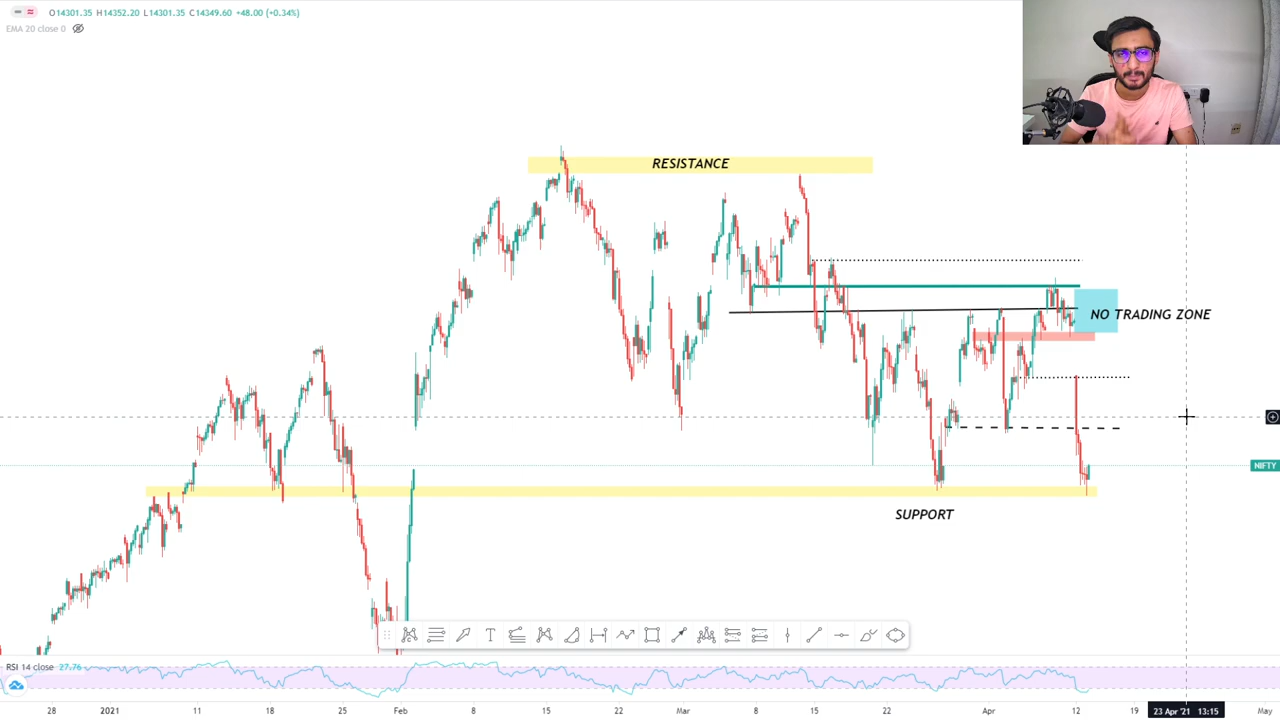 O14301.35 H14352.20 L14301.35 C14349.60 +48.00 (+0.34%)
EMA 20 close 0
RESISTANCE
NO TRADING ZONE
NIFTY
SUPPORT
T
RSI 14 close 27.76
28 2021 11 18 25 Feb 8 15 22 Mar 8 15 22 Apr 12 19 23 Apr '21 13:15 May